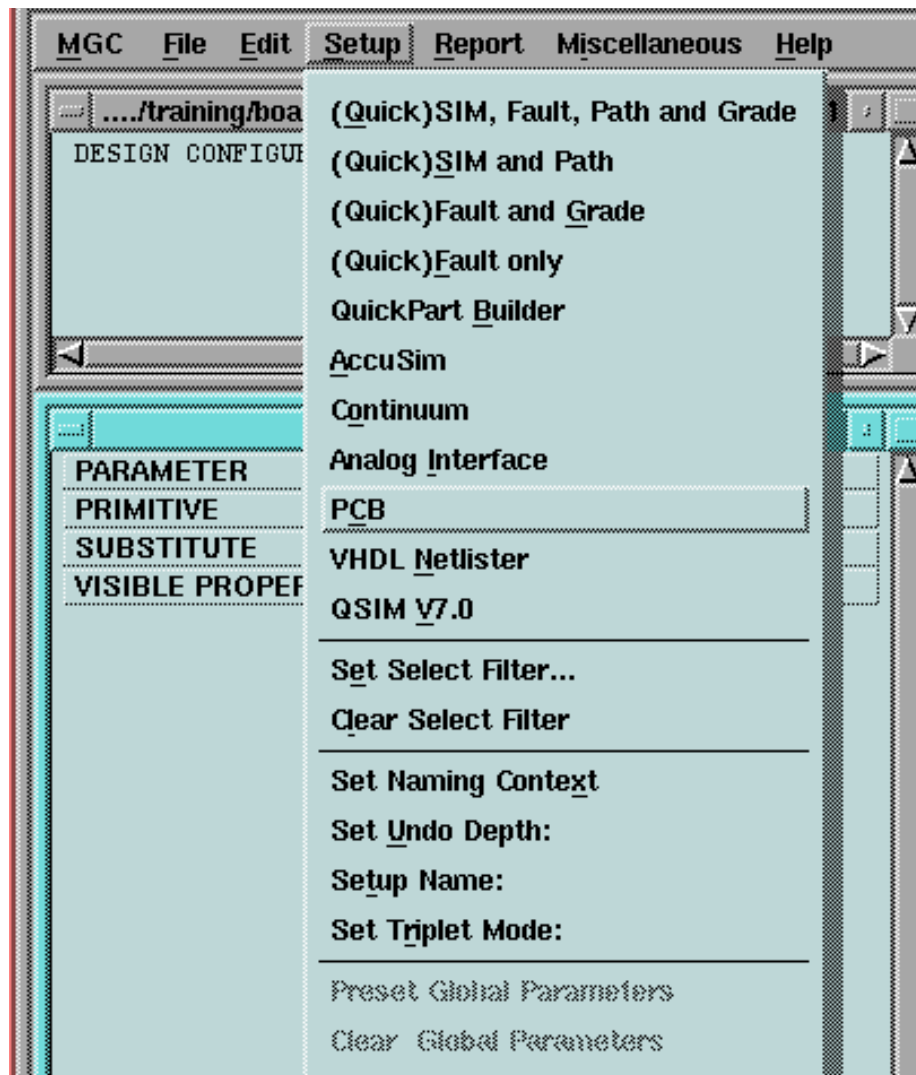 MGC File Edit Setup Report Miscellaneous Help
..../training/boa
DESIGN CONFIGUR
(Quick)SIM, Fault, Path and Grade
(Quick)SIM and Path
(Quick)Fault and Grade
(Quick)Fault only
QuickPart Builder
AccuSim
Continuum
Analog Interface
PCB
VHDL Netlister
QSIM V7.0
Set Select Filter...
Clear Select Filter
Set Naming Context
Set Undo Depth:
Setup Name:
Set Triplet Mode:
Preset Global Parameters
Clear Global Parameters
PARAMETER
PRIMITIVE
SUBSTITUTE
VISIBLE PROPER